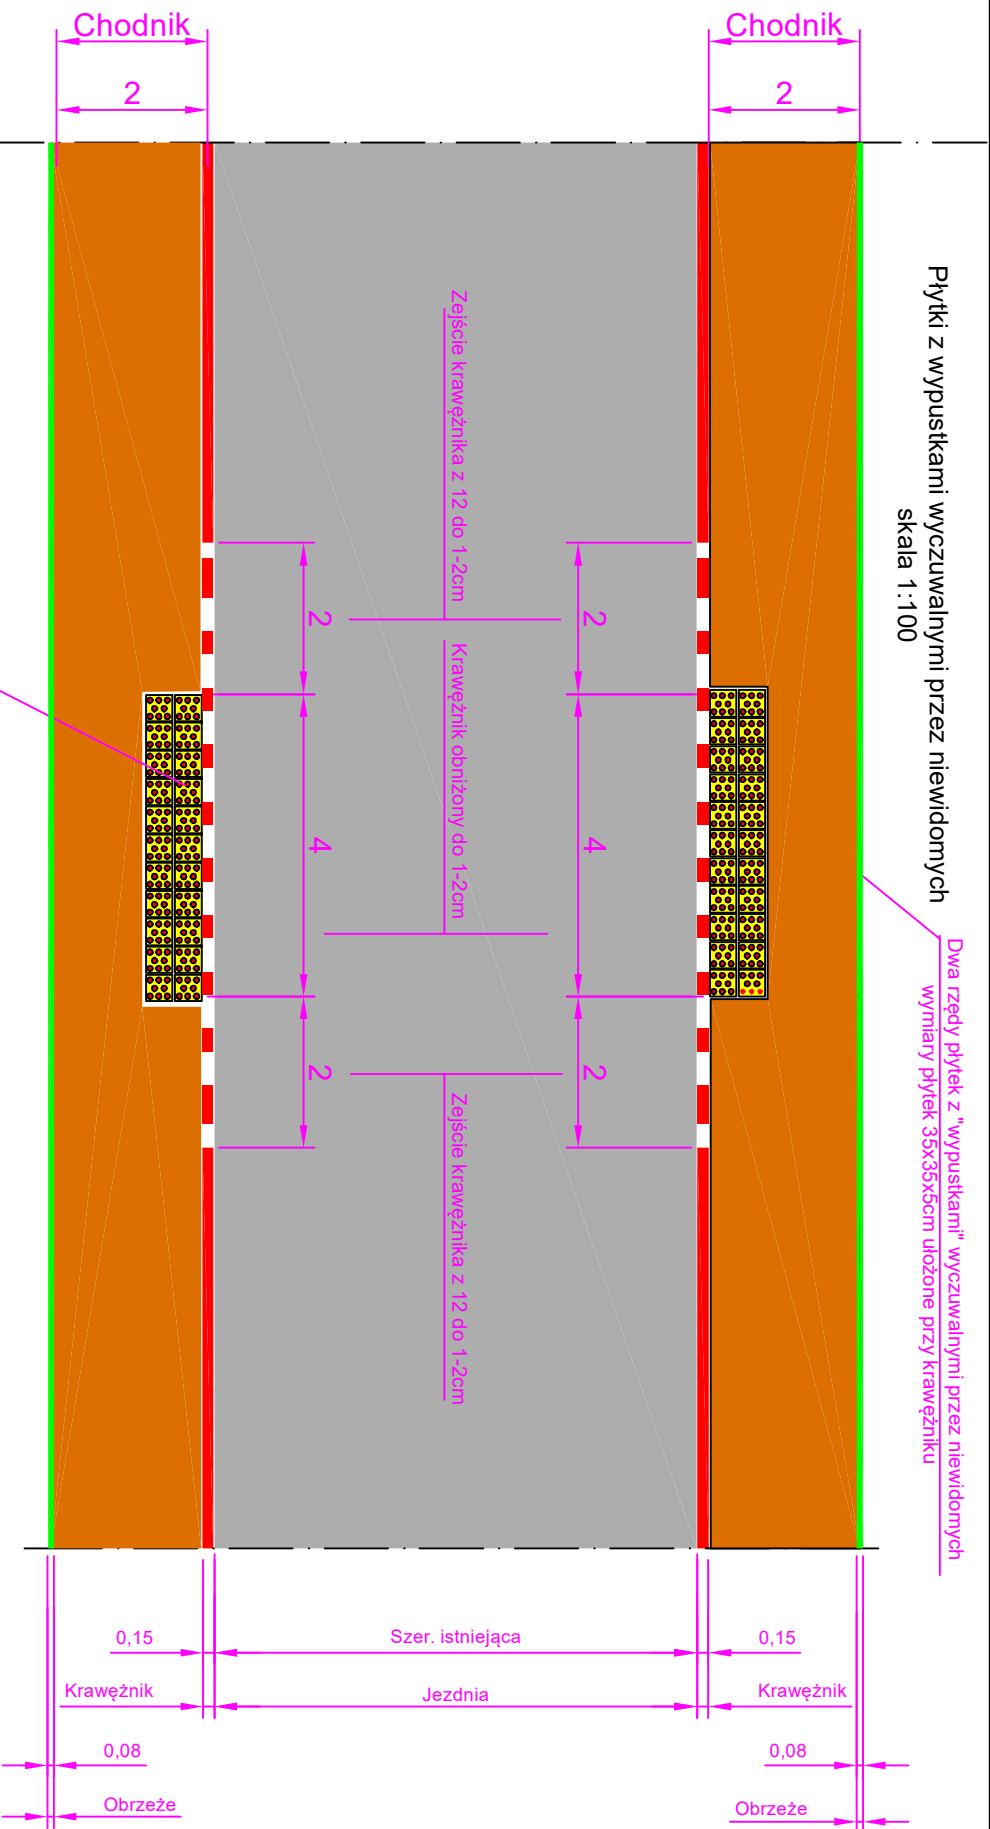 Chodnik
Chodnik
2
2
Płytki z wypustkami wyczuwalnymi przez niewidomych
skala 1:100
Dwa rzędy płytek z "wypustkami" wyczuwalnymi przez niewidomych
wymiary płytek 35x35x5cm ułożone przy krawężniku
Zejście krawężnika z 12 do 1-2cm
Krawężnik obniżony do 1-2cm
Zejście krawężnika z 12 do 1-2cm
2
4
2
2
4
2
0,15
Szer. istniejąca
0,15
Krawężnik
Jezdnia
Krawężnik
0,08
0,08
Obrzeże
Obrzeże